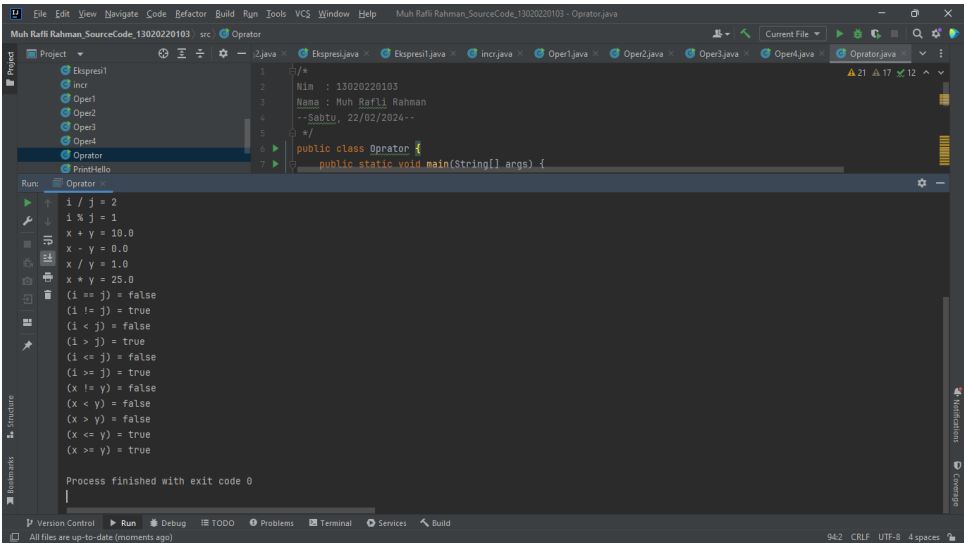 File Edit View Navigate Code Refactor Build Run Tools VCS Window Help Muh Rafli Rahman_SourceCode_13020220103 - Oprator.java
Muh Rafli Rahman_SourceCode_13020220103 src Oprator Current File
Project 2.java Ekspresi.java Ekspresi1.java incr.java Oper1.java Oper2.java Oper3.java Oper4.java Oprator.java
Project
Ekspresi1
incr
Oper1
Oper2
Oper3
Oper4
Oprator
PrintHello
1 /*
2 Nim : 13020220103
3 Nama : Muh Rafli Rahman
4 --Sabtu, 22/02/2024--
5 */
6 public class Oprator {
7 public static void main(String[] args) {
21 17 12
Run: Oprator
i / j = 2
i % j = 1
x + y = 10.0
x - y = 0.0
x / y = 1.0
x * y = 25.0
(i == j) = false
(i != j) = true
(i < j) = false
(i > j) = true
(i <= j) = false
(i >= j) = true
(x != y) = false
(x < y) = false
(x > y) = false
(x <= y) = true
(x >= y) = true
Process finished with exit code 0
Structure
Bookmarks
Notifications
Coverage
Version Control Run Debug TODO Problems Terminal Services Build
All files are up-to-date (moments ago) 94:2 CRLF UTF-8 4 spaces